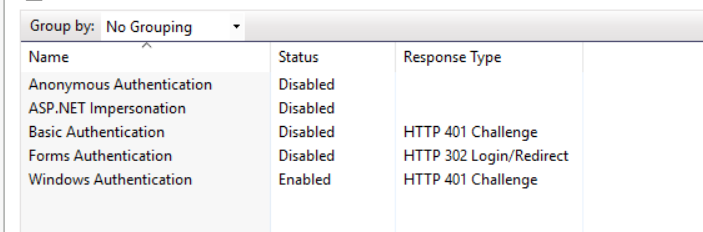 Group by: No Grouping
Name Status Response Type
Anonymous Authentication Disabled
ASP.NET Impersonation Disabled
Basic Authentication Disabled HTTP 401 Challenge
Forms Authentication Disabled HTTP 302 Login/Redirect
Windows Authentication Enabled HTTP 401 Challenge